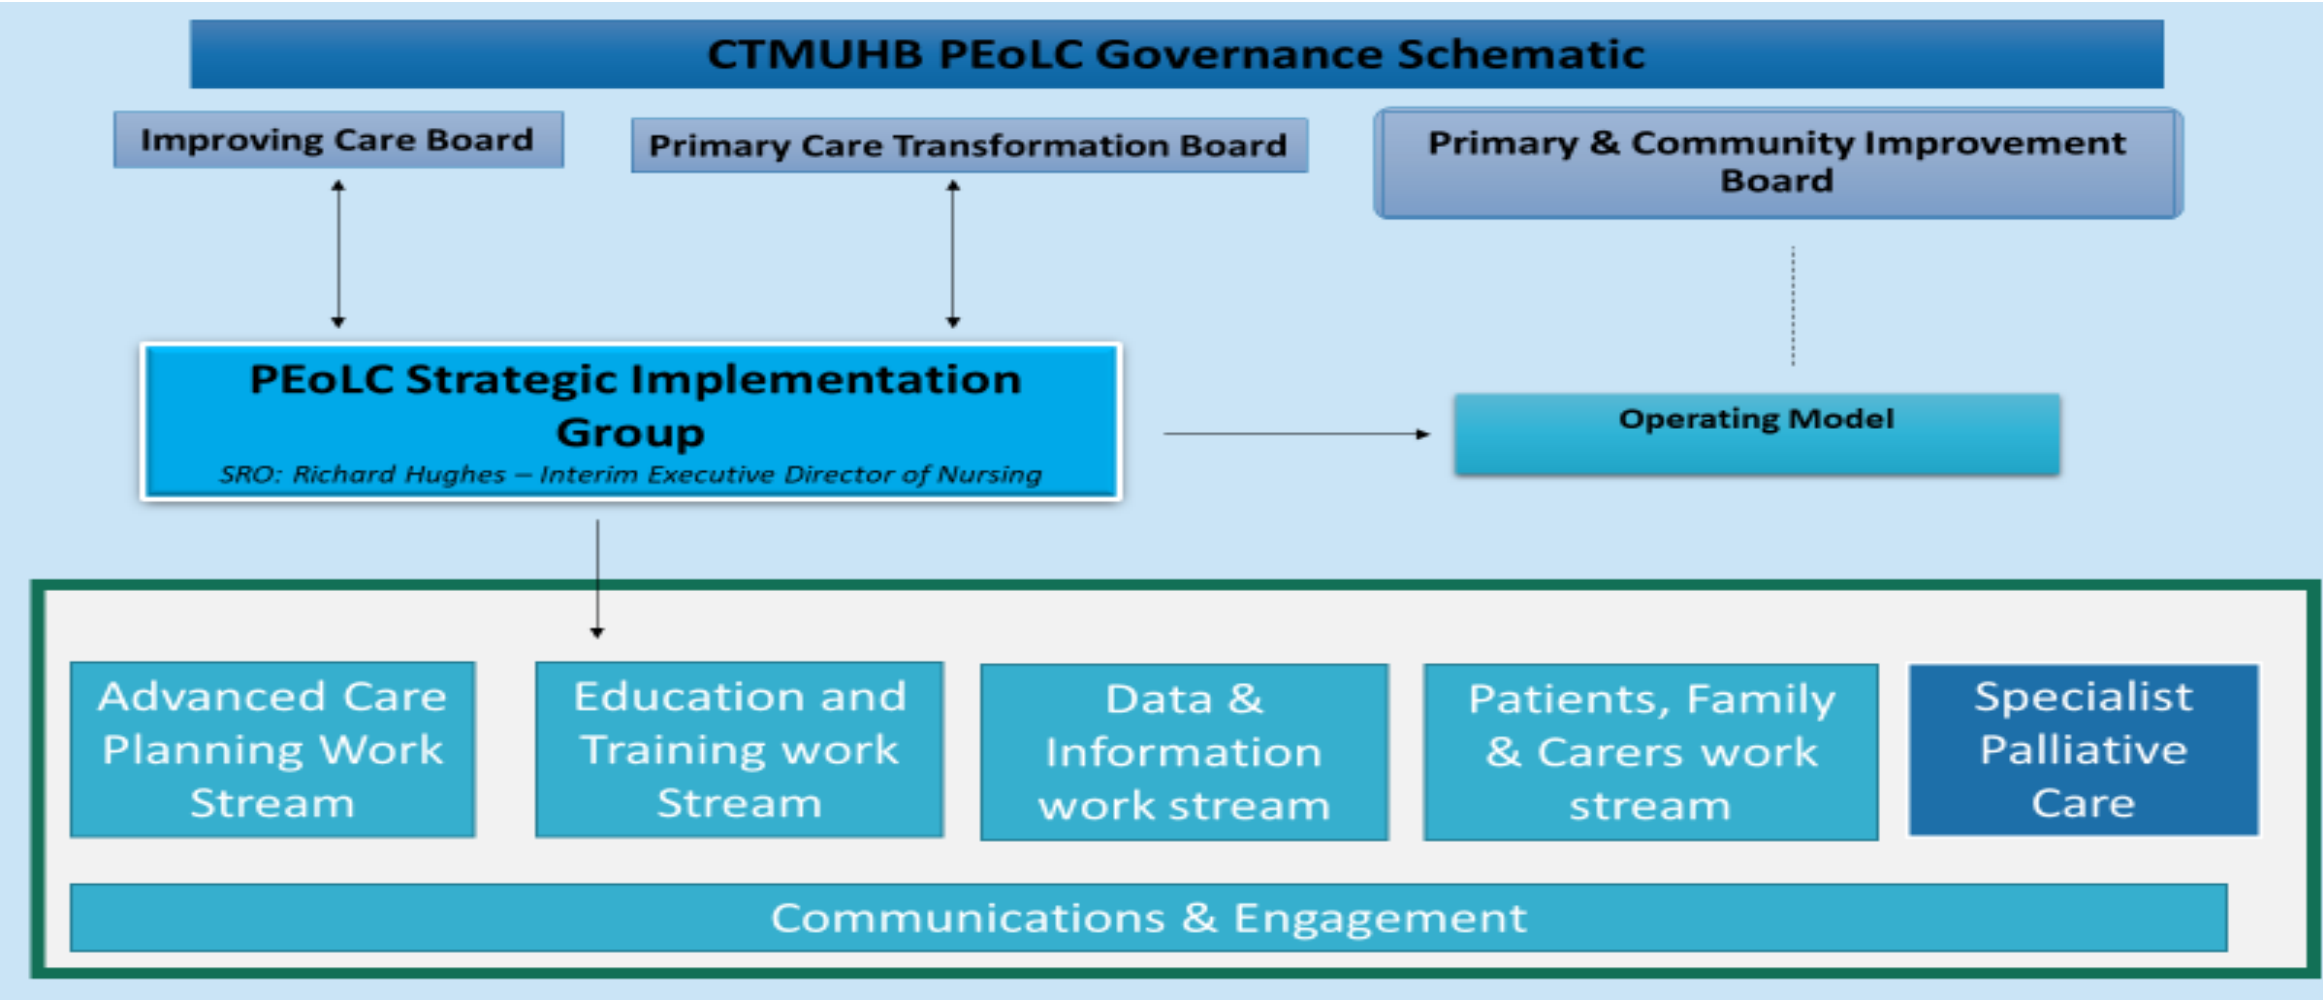 CTMUHB PEoLC Governance Schematic
Improving Care Board
Primary Care Transformation Board
Primary & Community Improvement
Board
PEoLC Strategic Implementation
Group
SRO: Richard Hughes – Interim Executive Director of Nursing
Operating Model
Advanced Care
Planning Work
Stream
Education and
Training work
Stream
Data &
Information
work stream
Patients, Family
& Carers work
stream
Specialist
Palliative
Care
Communications & Engagement